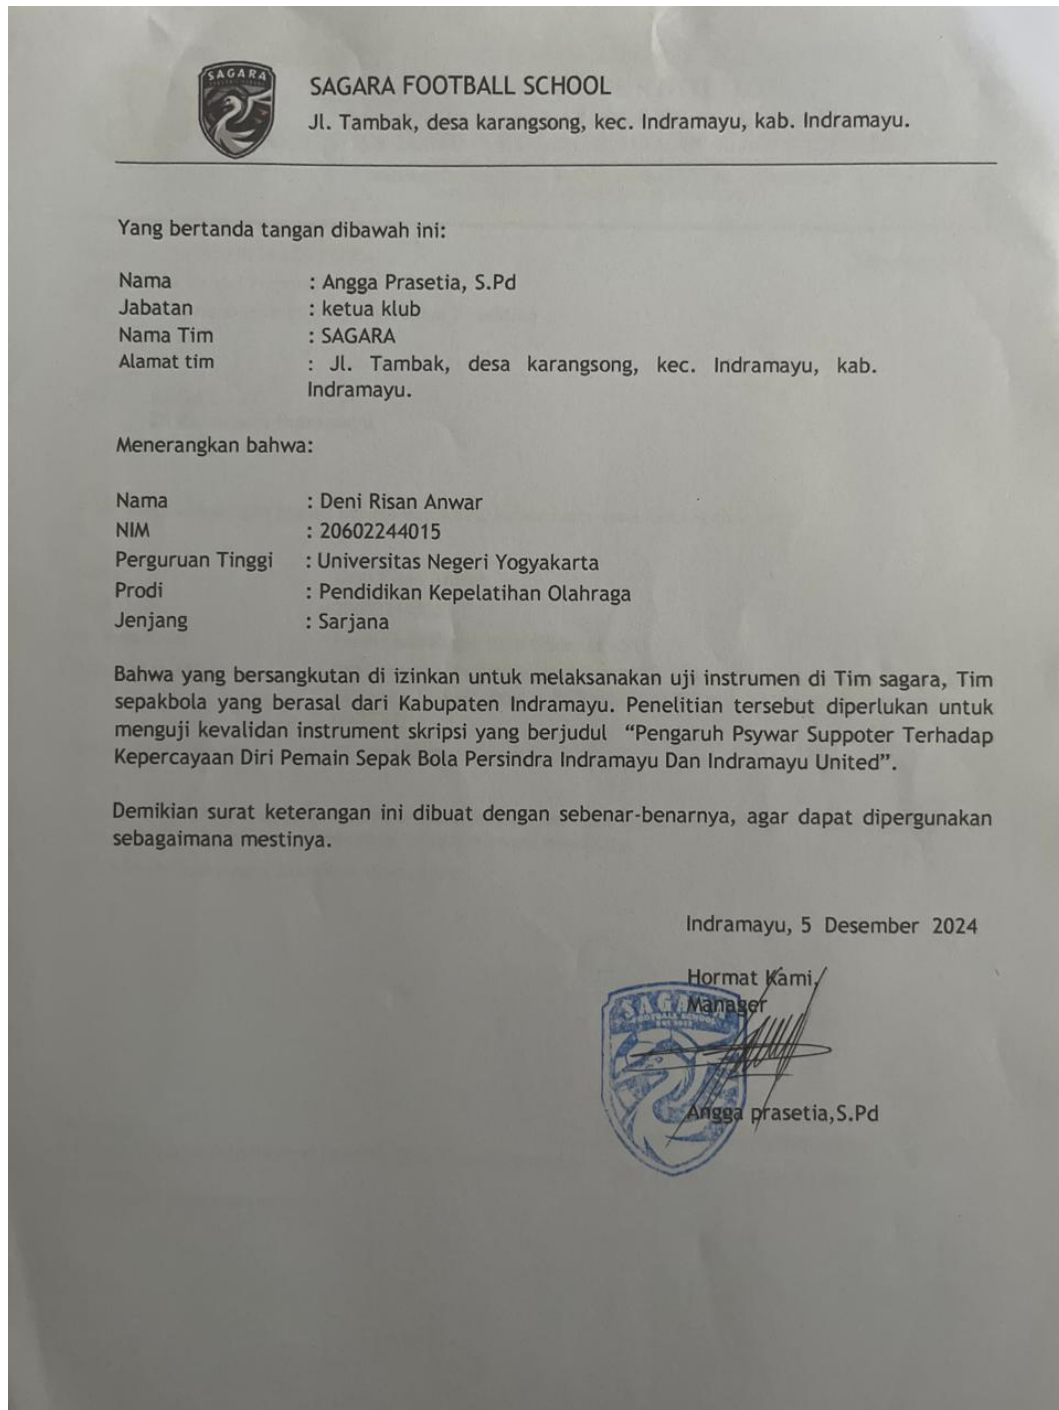 SAGARA
SAGARA FOOTBALL SCHOOL
Jl. Tambak, desa karangsong, kec. Indramayu, kab. Indramayu.
Yang bertanda tangan dibawah ini:
Nama : Angga Prasetia, S.Pd
Jabatan : ketua klub
Nama Tim : SAGARA
Alamat tim : Jl. Tambak, desa karangsong, kec. Indramayu, kab.
Indramayu.
Menerangkan bahwa:
Nama : Deni Risan Anwar
NIM : 20602244015
Perguruan Tinggi : Universitas Negeri Yogyakarta
Prodi : Pendidikan Kepelatihan Olahraga
Jenjang : Sarjana
Bahwa yang bersangkutan di izinkan untuk melaksanakan uji instrumen di Tim sagara, Tim
sepakbola yang berasal dari Kabupaten Indramayu. Penelitian tersebut diperlukan untuk
menguji kevalidan instrument skripsi yang berjudul “Pengaruh Psywar Suppoter Terhadap
Kepercayaan Diri Pemain Sepak Bola Persindra Indramayu Dan Indramayu United”.
Demikian surat keterangan ini dibuat dengan sebenar-benarnya, agar dapat dipergunakan
sebagaimana mestinya.
Indramayu, 5 Desember 2024
Hormat Kami,
Manager
SAGARA
FOOTBALL SCHOOL
Angga prasetia,S.Pd